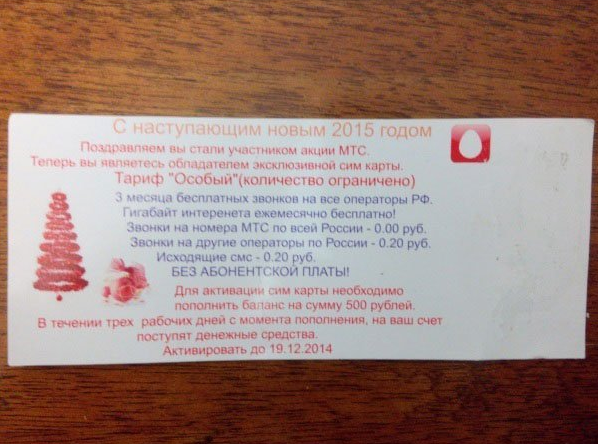 С наступающим новым 2015 годом
Поздравляем вы стали участником акции МТС.
Теперь вы являетесь обладателем эксклюзивной сим карты.
Тариф "Особый"(количество ограничено)
3 месяца бесплатных звонков на все операторы РФ.
Гигабайт интеренета ежемесячно бесплатно!
Звонки на номера МТС по всей России - 0.00 руб.
Звонки на другие операторы по России - 0.20 руб.
Исходящие смс - 0.20 руб.
БЕЗ АБОНЕНТСКОЙ ПЛАТЫ!
Для активации сим карты необходимо
пополнить баланс на сумму 500 рублей.
В течении трех рабочих дней с момента пополнения, на ваш счет
поступят денежные средства.
Активировать до 19.12.2014